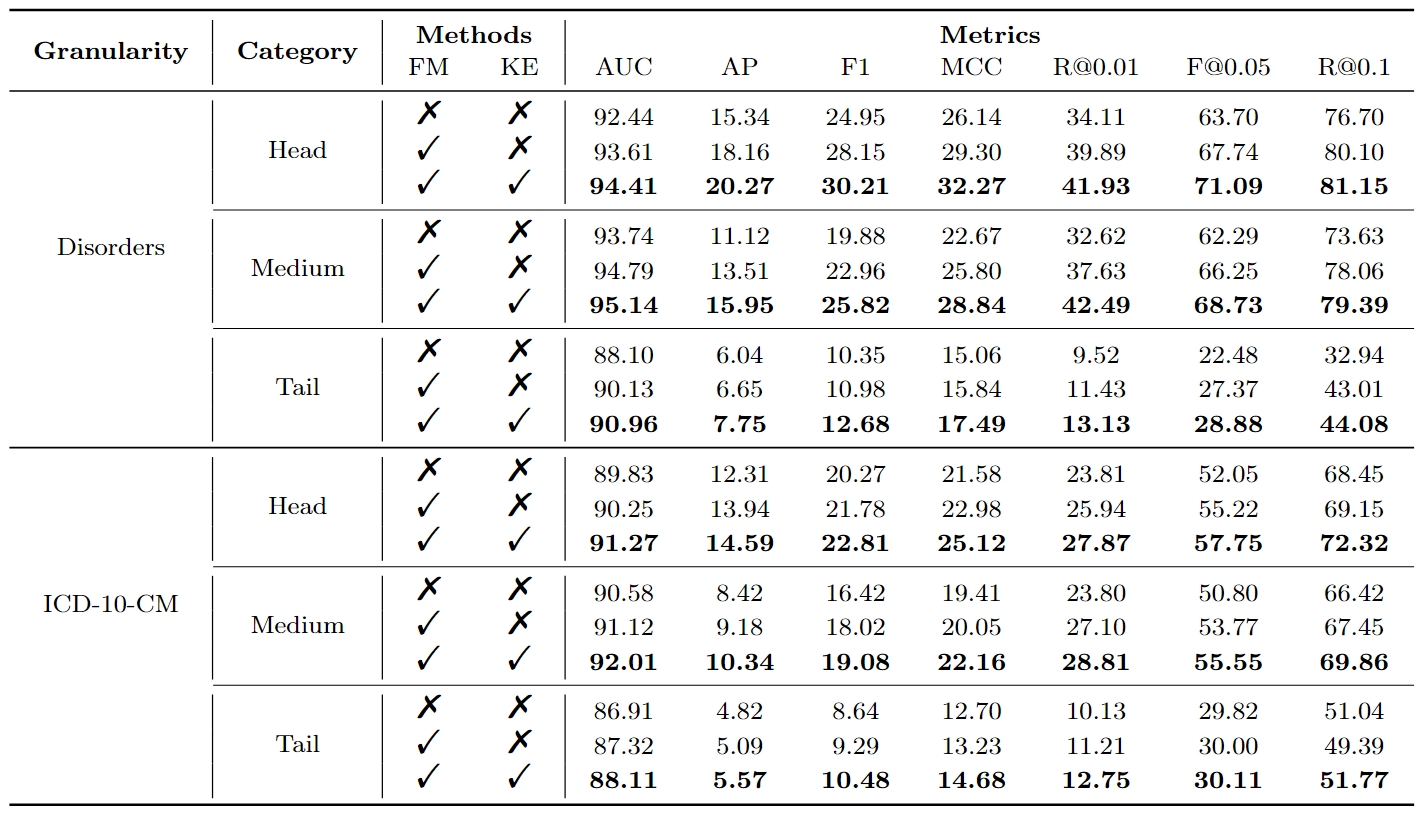 Granularity Category Methods Metrics
FM KE AUC AP F1 MCC R@0.01 F@0.05 R@0.1
Disorders
Head
✗ ✗ 92.44 15.34 24.95 26.14 34.11 63.70 76.70
✓ ✗ 93.61 18.16 28.15 29.30 39.89 67.74 80.10
✓ ✓ 94.41 20.27 30.21 32.27 41.93 71.09 81.15
Medium
✗ ✗ 93.74 11.12 19.88 22.67 32.62 62.29 73.63
✓ ✗ 94.79 13.51 22.96 25.80 37.63 66.25 78.06
✓ ✓ 95.14 15.95 25.82 28.84 42.49 68.73 79.39
Tail
✗ ✗ 88.10 6.04 10.35 15.06 9.52 22.48 32.94
✓ ✗ 90.13 6.65 10.98 15.84 11.43 27.37 43.01
✓ ✓ 90.96 7.75 12.68 17.49 13.13 28.88 44.08
ICD-10-CM
Head
✗ ✗ 89.83 12.31 20.27 21.58 23.81 52.05 68.45
✓ ✗ 90.25 13.94 21.78 22.98 25.94 55.22 69.15
✓ ✓ 91.27 14.59 22.81 25.12 27.87 57.75 72.32
Medium
✗ ✗ 90.58 8.42 16.42 19.41 23.80 50.80 66.42
✓ ✗ 91.12 9.18 18.02 20.05 27.10 53.77 67.45
✓ ✓ 92.01 10.34 19.08 22.16 28.81 55.55 69.86
Tail
✗ ✗ 86.91 4.82 8.64 12.70 10.13 29.82 51.04
✓ ✗ 87.32 5.09 9.29 13.23 11.21 30.00 49.39
✓ ✓ 88.11 5.57 10.48 14.68 12.75 30.11 51.77